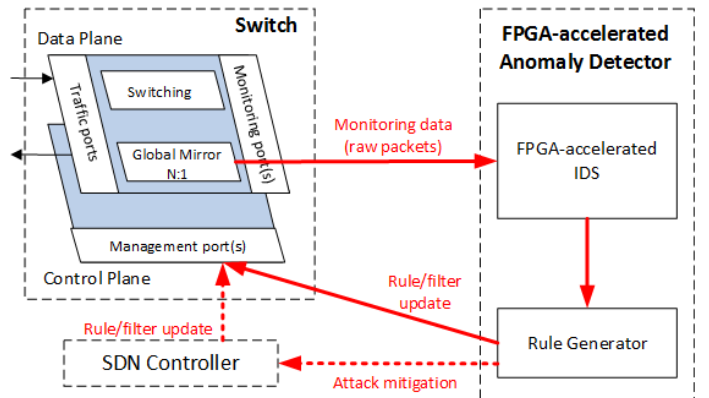 Switch
Data Plane
Traffic ports
Switching
Global Mirror
N:1
Monitoring port(s)
Management port(s)
Control Plane
Monitoring data
(raw packets)
FPGA-accelerated
Anomaly Detector
FPGA-accelerated
IDS
Rule/filter
update
Rule Generator
Rule/filter update
SDN Controller
Attack mitigation